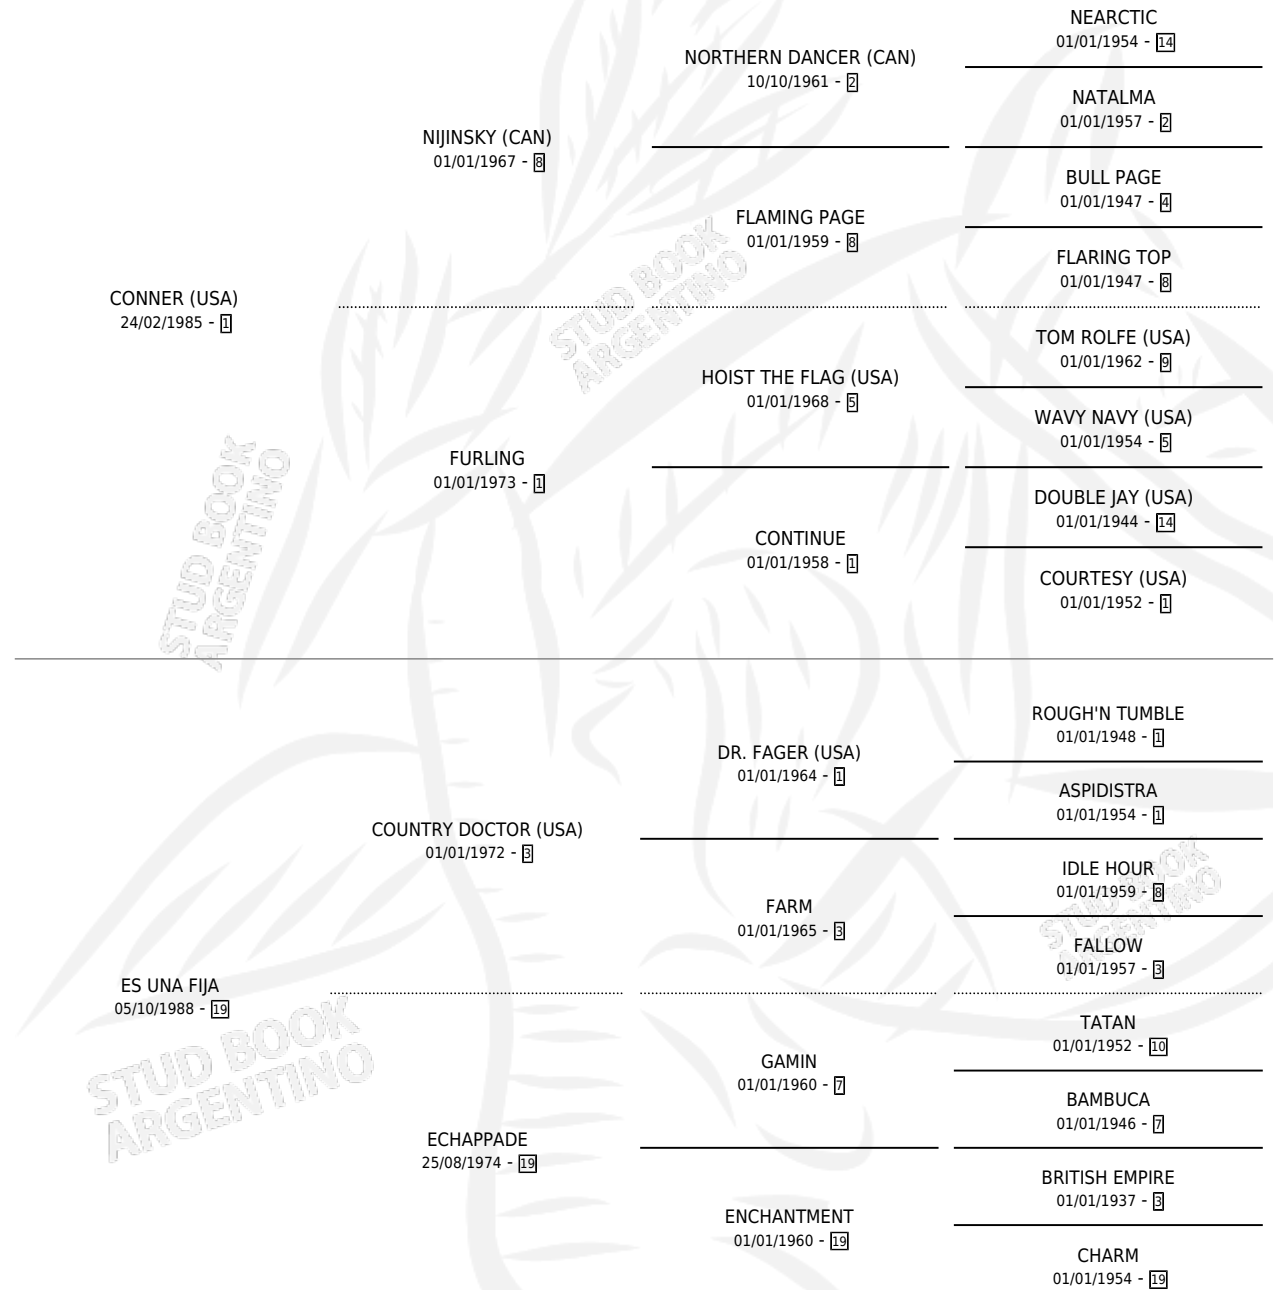 NEARCTIC
01/01/1954 - 14
NORTHERN DANCER (CAN)
10/10/1961 - 2
NATALMA
01/01/1957 - 2
NIJINSKY (CAN)
01/01/1967 - 8
BULL PAGE
01/01/1947 - 4
FLAMING PAGE
01/01/1959 - 8
FLARING TOP
01/01/1947 - 8
CONNER (USA)
24/02/1985 - 1
STUD BOOK
ARGENTINO
TOM ROLFE (USA)
01/01/1962 - 9
HOIST THE FLAG (USA)
01/01/1968 - 5
WAVY NAVY (USA)
01/01/1954 - 5
FURLING
01/01/1973 - 1
DOUBLE JAY (USA)
01/01/1944 - 14
CONTINUE
01/01/1958 - 1
COURTESY (USA)
01/01/1952 - 1
STUD BOOK
ARGENTINO
ROUGH'N TUMBLE
01/01/1948 - 1
DR. FAGER (USA)
01/01/1964 - 1
ASPIDISTRA
01/01/1954 - 1
COUNTRY DOCTOR (USA)
01/01/1972 - 3
IDLE HOUR
01/01/1959 - 8
FARM
01/01/1965 - 3
STUD BOOK
ARGENTINO
FALLOW
01/01/1957 - 3
ES UNA FIJA
05/10/1988 - 19
TATAN
01/01/1952 - 10
GAMIN
01/01/1960 - 7
STUD BOOK
ARGENTINO
BAMBUCA
01/01/1946 - 7
ECHAPPADE
25/08/1974 - 19
BRITISH EMPIRE
01/01/1937 - 3
ENCHANTMENT
01/01/1960 - 19
CHARM
01/01/1954 - 19